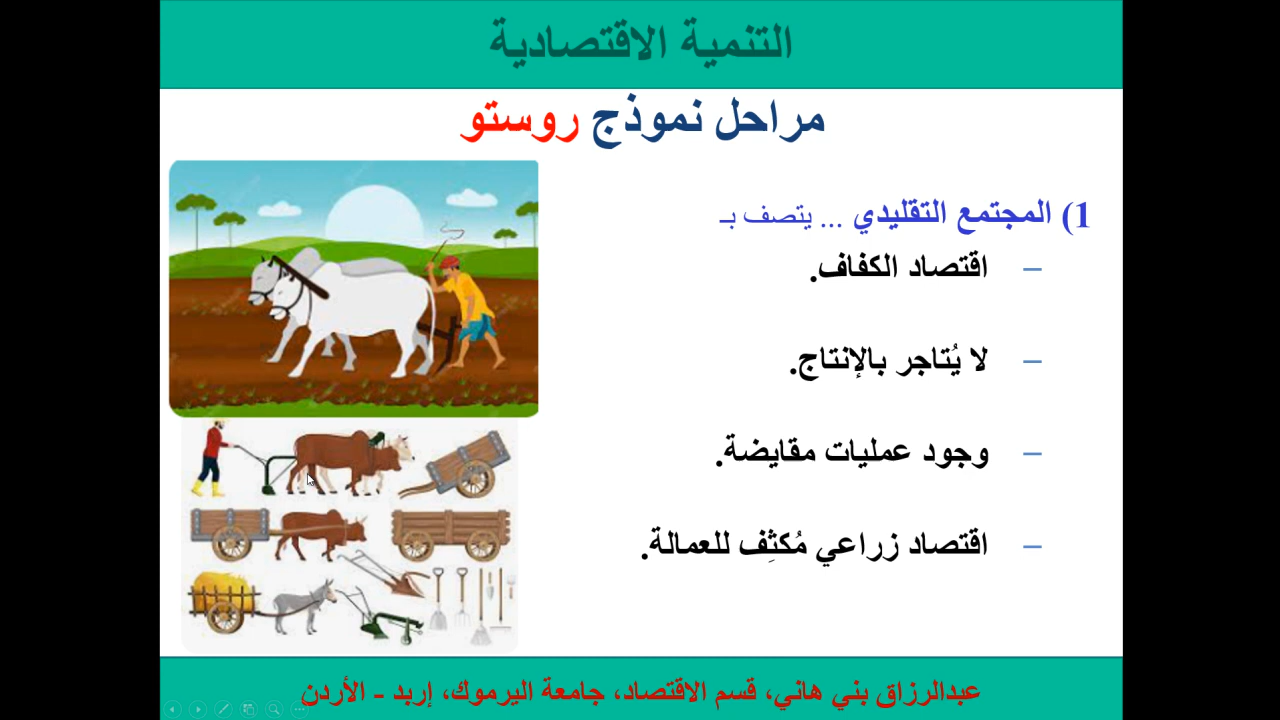 التنمية الاقتصادية
مراحل نموذج روستو
1) المجتمع التقليدي ... يتصف بـ
– اقتصاد الكفاف.
– لا يُتاجر بالإنتاج.
– وجود عمليات مقايضة.
– اقتصاد زراعي مُكثِف للعمالة.
عبدالرزاق بني هاني، قسم الاقتصاد، جامعة اليرموك، إربد - الأردن